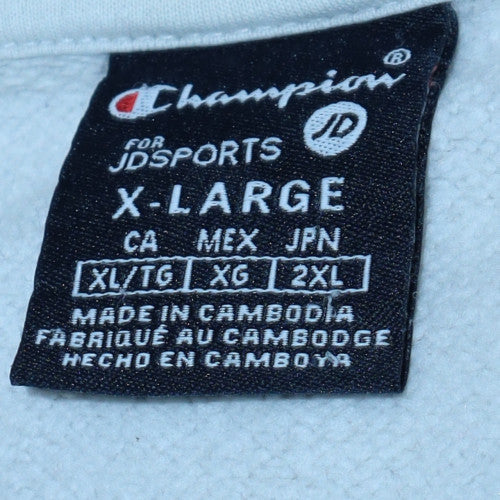 Champion®
FOR
JDSPORTS
JD
X-LARGE
CA MEX JPN
XL/TG XG 2XL
MADE IN CAMBODIA
FABRIQUÉ AU CAMBODGE
HECHO EN CAMBOYA